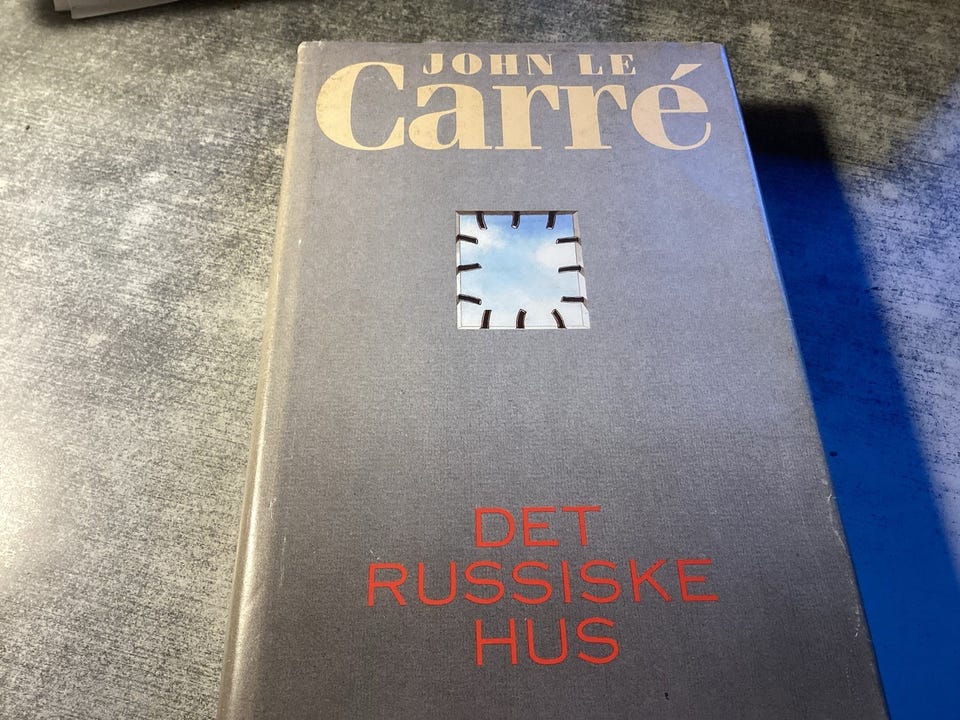 JOHN LE
Carré
DET
RUSSISKE
HUS